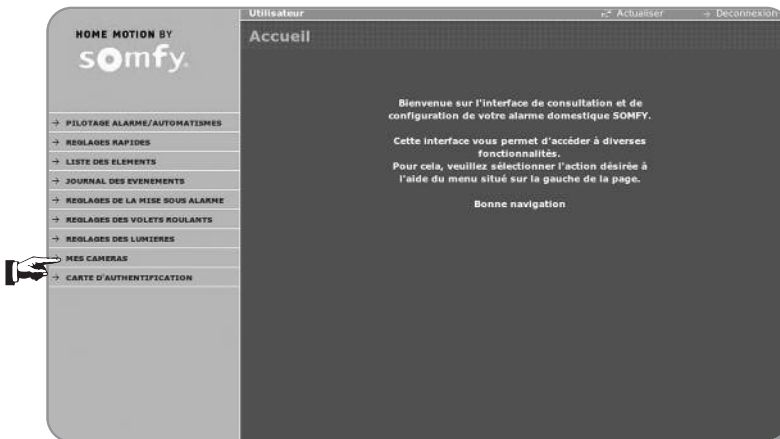 Utilisateur
Actualiser
Deconnexion
HOME MOTION BY
somfy.
Accueil
PILOTAGE ALARME/AUTOMATISMES
REGLAGES RAPIDES
LISTE DES ELEMENTS
JOURNAL DES EVENEMENTS
REGLAGES DE LA MISE SOUS ALARME
REGLAGES DES VOLETS ROULANTS
REGLAGES DES LUMIERES
MES CAMERAS
CARTE D'AUTHENTIFICATION
Bienvenue sur l'interface de consultation et de
configuration de votre alarme domestique SOMFY.
Cette interface vous permet d'accéder à diverses
fonctionnalités.
Pour cela, veuillez sélectionner l'action désirée à
l'aide du menu situé sur la gauche de la page.
Bonne navigation